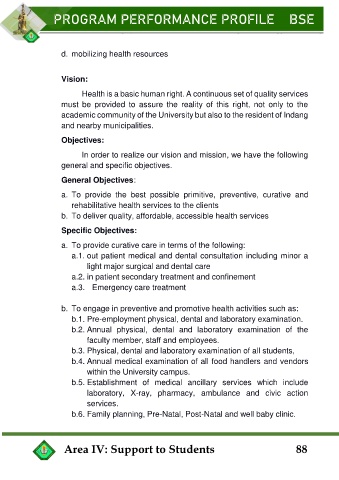 PROGRAM PERFORMANCE PROFILE BSE
d. mobilizing health resources
Vision:
Health is a basic human right. A continuous set of quality services
must be provided to assure the reality of this right, not only to the
academic community of the University but also to the resident of Indang
and nearby municipalities.
Objectives:
In order to realize our vision and mission, we have the following
general and specific objectives.
General Objectives:
a. To provide the best possible primitive, preventive, curative and
rehabilitative health services to the clients
b. To deliver quality, affordable, accessible health services
Specific Objectives:
a. To provide curative care in terms of the following:
a.1. out patient medical and dental consultation including minor a
light major surgical and dental care
a.2. in patient secondary treatment and confinement
a.3. Emergency care treatment
b. To engage in preventive and promotive health activities such as:
b.1. Pre-employment physical, dental and laboratory examination.
b.2. Annual physical, dental and laboratory examination of the
faculty member, staff and employees.
b.3. Physical, dental and laboratory examination of all students.
b.4. Annual medical examination of all food handlers and vendors
within the University campus.
b.5. Establishment of medical ancillary services which include
laboratory, X-ray, pharmacy, ambulance and civic action
services.
b.6. Family planning, Pre-Natal, Post-Natal and well baby clinic.
Area IV: Support to Students 88